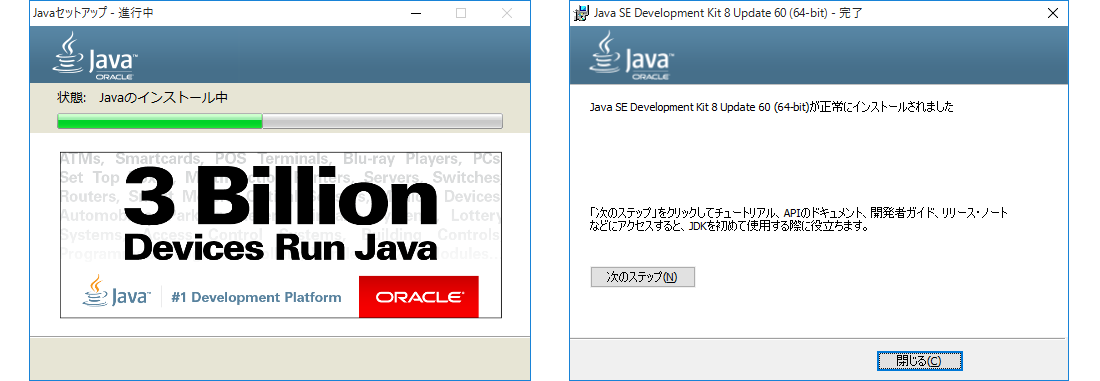 Javaセットアップ - 進行中
Java™
ORACLE
状態: Javaのインストール中
ATMs, Smartcards, POS Terminals, Blu-ray Players, PCs
Set Top
Servers, Switches
Routers,
Devices
Automob
Lottery
Systems
Access Control Systems, Building Controls
Program
3 Billion
Devices Run Java
Java™
#1 Development Platform
ORACLE®
Java SE Development Kit 8 Update 60 (64-bit) - 完了
Java™
ORACLE
Java SE Development Kit 8 Update 60 (64-bit)が正常にインストールされました
「次のステップ」をクリックしてチュートリアル、APIのドキュメント、開発者ガイド、リリース・ノート
などにアクセスすると、JDKを初めて使用する際に役立ちます。
次のステップ(N)
閉じる(C)